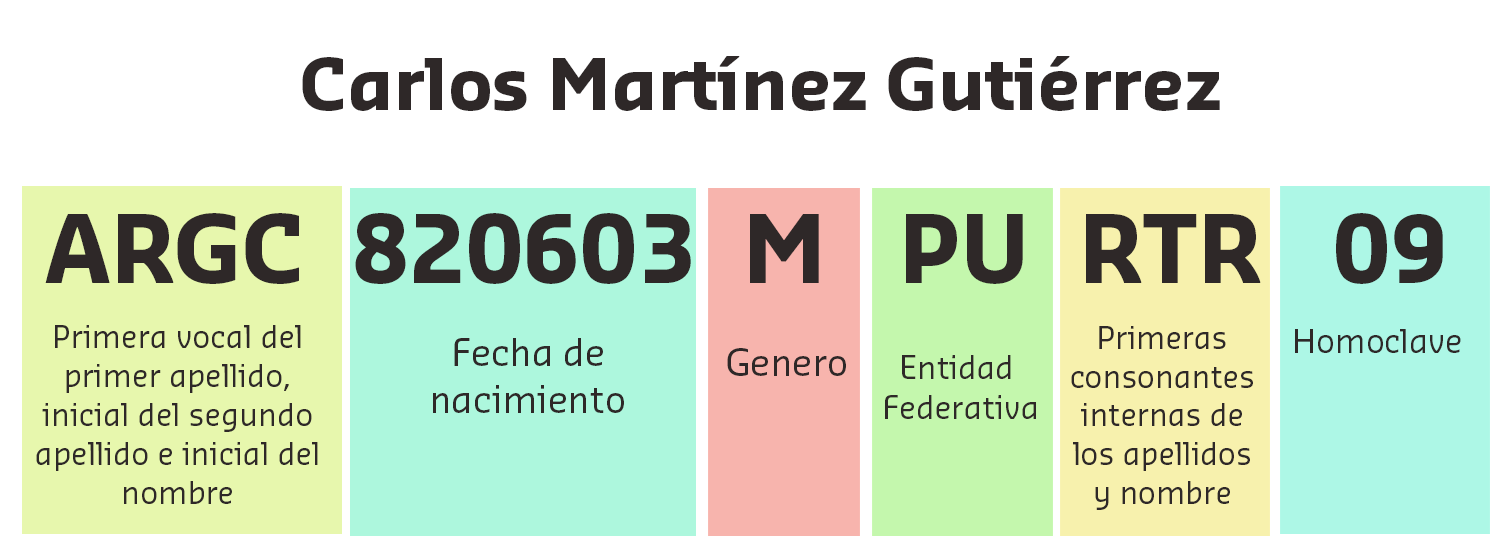 Carlos Martínez Gutiérrez
ARGC
Primera vocal del
primer apellido,
inicial del segundo
apellido e inicial del
nombre
820603
Fecha de
nacimiento
M
Genero
PU
Entidad
Federativa
RTR
Primeras
consonantes
internas de
los apellidos
y nombre
09
Homoclave